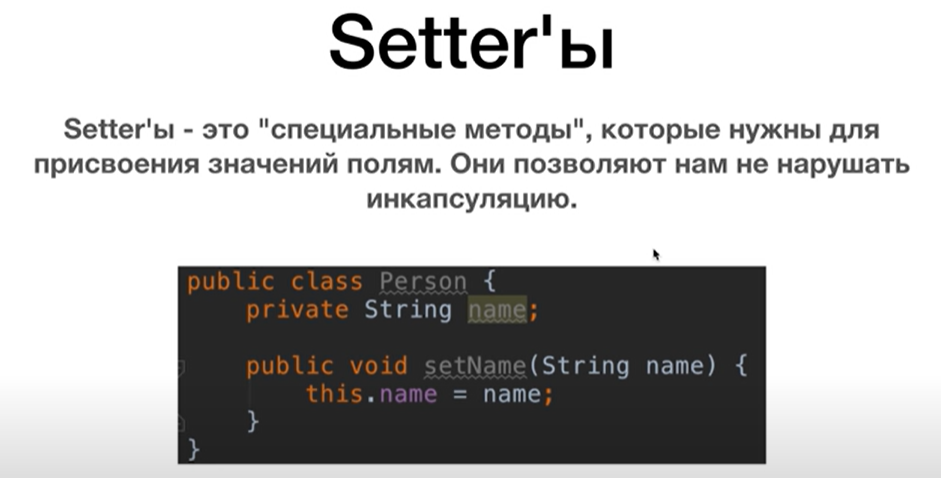 Setter'ы
Setter'ы - это "специальные методы", которые нужны для
присвоения значений полям. Они позволяют нам не нарушать
инкапсуляцию.
public class Person {
    private String name;
    public void setName(String name) {
        this.name = name;
    }
}